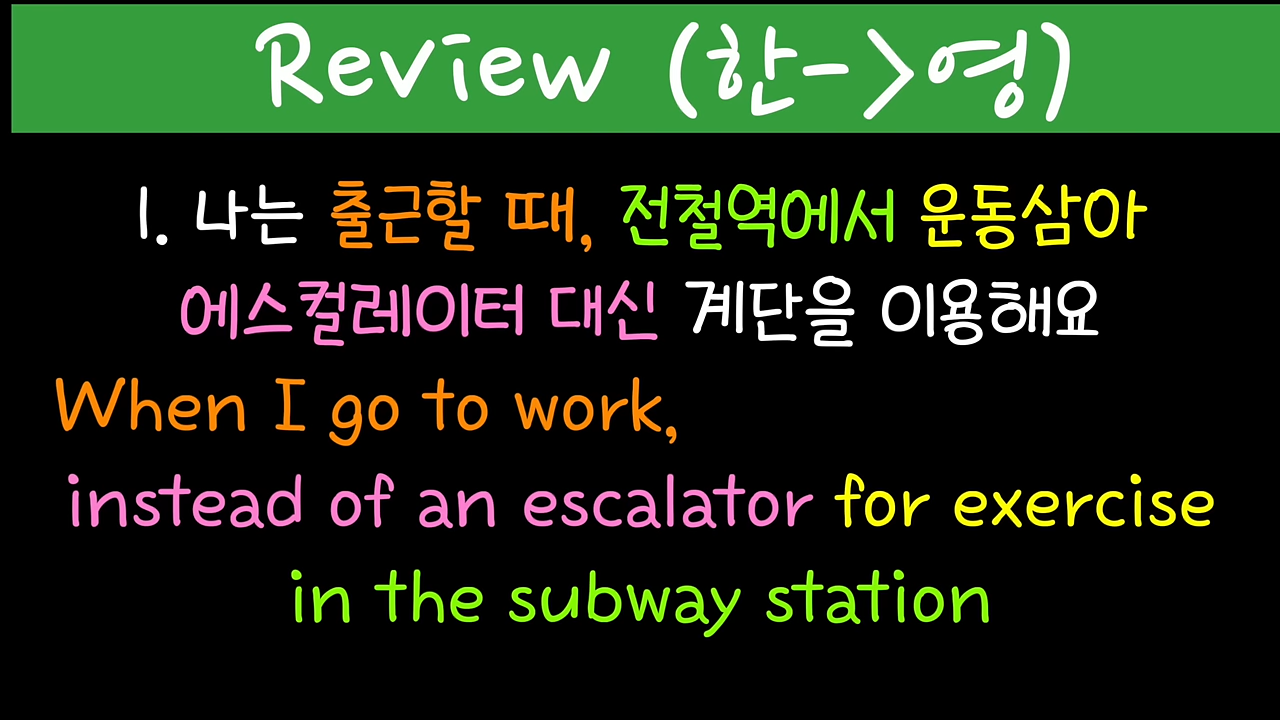 Review (한->영)
1. 나는 출근할 때, 전철역에서 운동삼아
에스컬레이터 대신 계단을 이용해요
When I go to work,
instead of an escalator for exercise
in the subway station